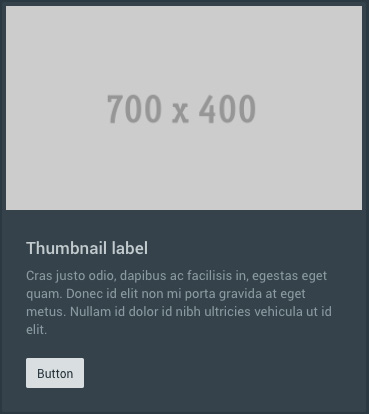 700 x 400
Thumbnail label
Cras justo odio, dapibus ac facilisis in, egestas eget
quam. Donec id elit non mi porta gravida at eget
metus. Nullam id dolor id nibh ultricies vehicula ut id
elit.
Button